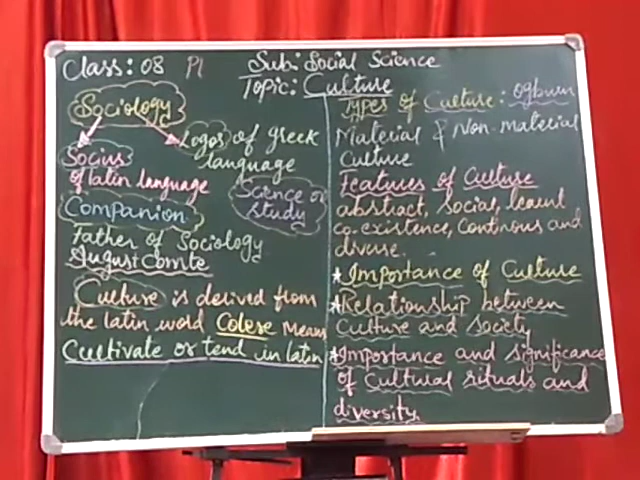 Class: 08 P1
Sub: Social Science
Topic: Culture
Sociology
Logos of greek
language
Socius
of latin language
Science or
study
Companion
Father of Sociology
August Comte
Culture is derived from
the latin word Colere means
Cultivate or tend in latin
Types of Culture: Ogburn
Material & Non-Material
Culture
Features of Culture
abstract, Social, learnt
co-existence, Continous and
diverse.
* Importance of Culture
* Relationship between
Culture and Society
* Importance and significance
of Cultural rituals and
diversity.